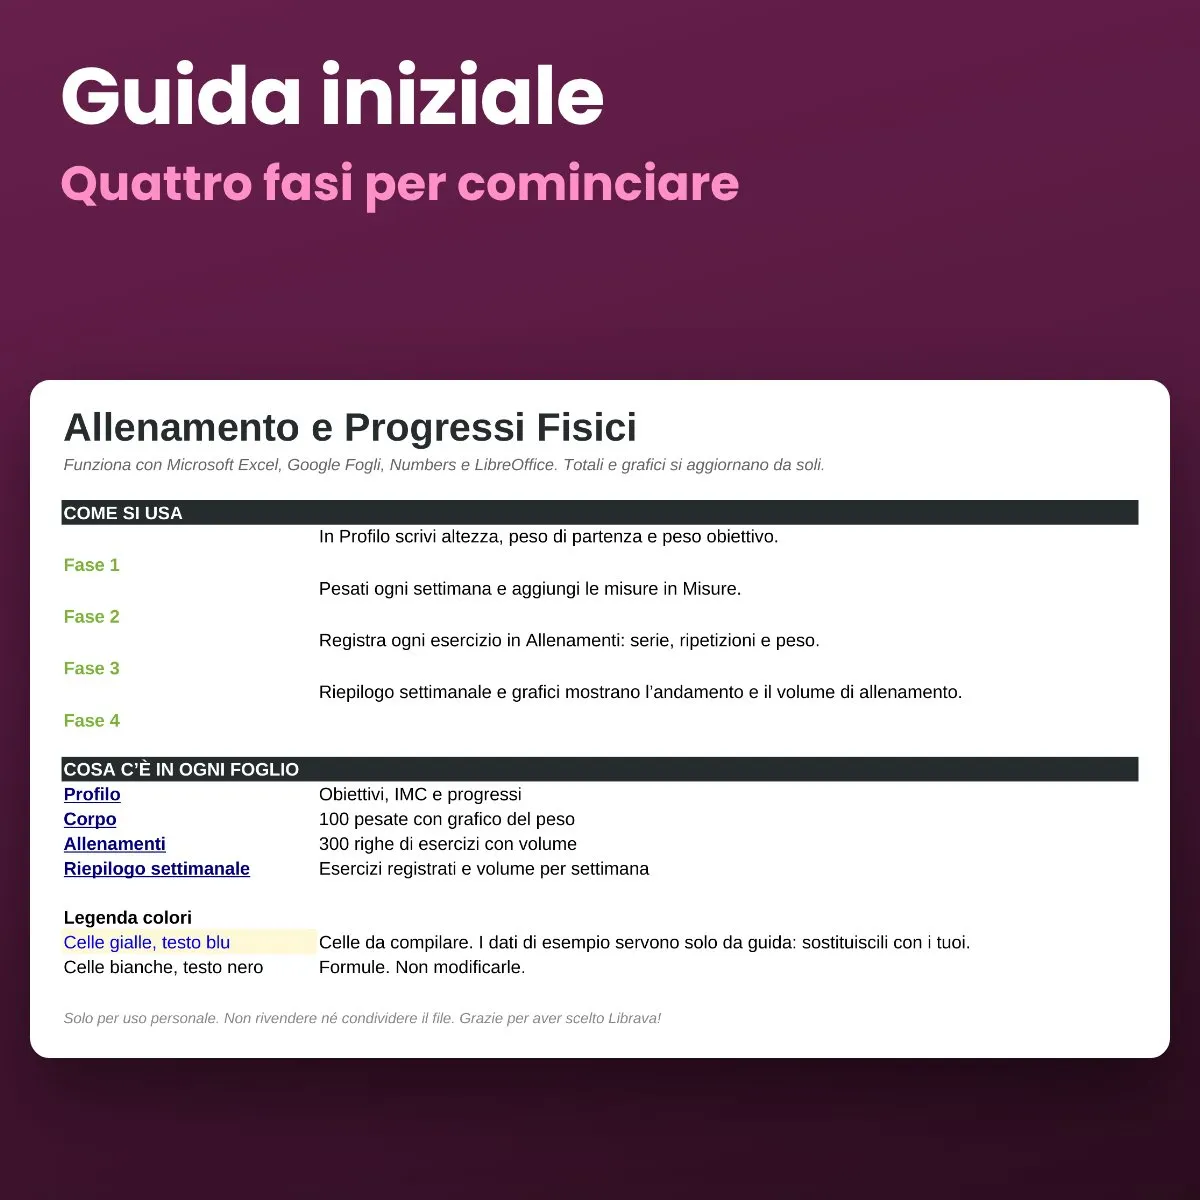 Guida iniziale
Quattro fasi per cominciare
Allenamento e Progressi Fisici
Funziona con Microsoft Excel, Google Fogli, Numbers e LibreOffice. Totali e grafici si aggiornano da soli.
COME SI USA
In Profilo scrivi altezza, peso di partenza e peso obiettivo.
Fase 1
Pesati ogni settimana e aggiungi le misure in Misure.
Fase 2
Registra ogni esercizio in Allenamenti: serie, ripetizioni e peso.
Fase 3
Riepilogo settimanale e grafici mostrano l’andamento e il volume di allenamento.
Fase 4
COSA C’È IN OGNI FOGLIO
Profilo Obiettivi, IMC e progressi
Corpo 100 pesate con grafico del peso
Allenamenti 300 righe di esercizi con volume
Riepilogo settimanale Esercizi registrati e volume per settimana
Legenda colori
Celle gialle, testo blu Celle da compilare. I dati di esempio servono solo da guida: sostituiscili con i tuoi.
Celle bianche, testo nero Formule. Non modificarle.
Solo per uso personale. Non rivendere né condividere il file. Grazie per aver scelto Librava!